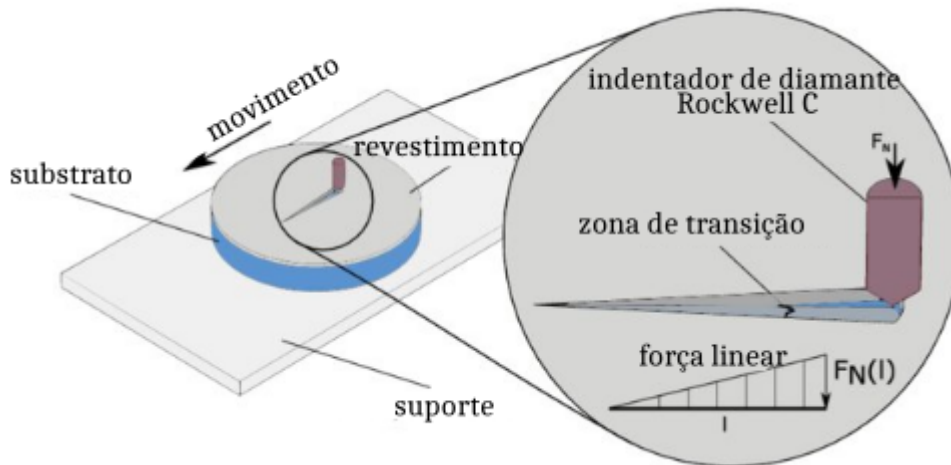 movimento
revestimento
substrato
suporte
indentador de diamante
Rockwell C
F_N
zona de transição
força linear
F_N(l)
l